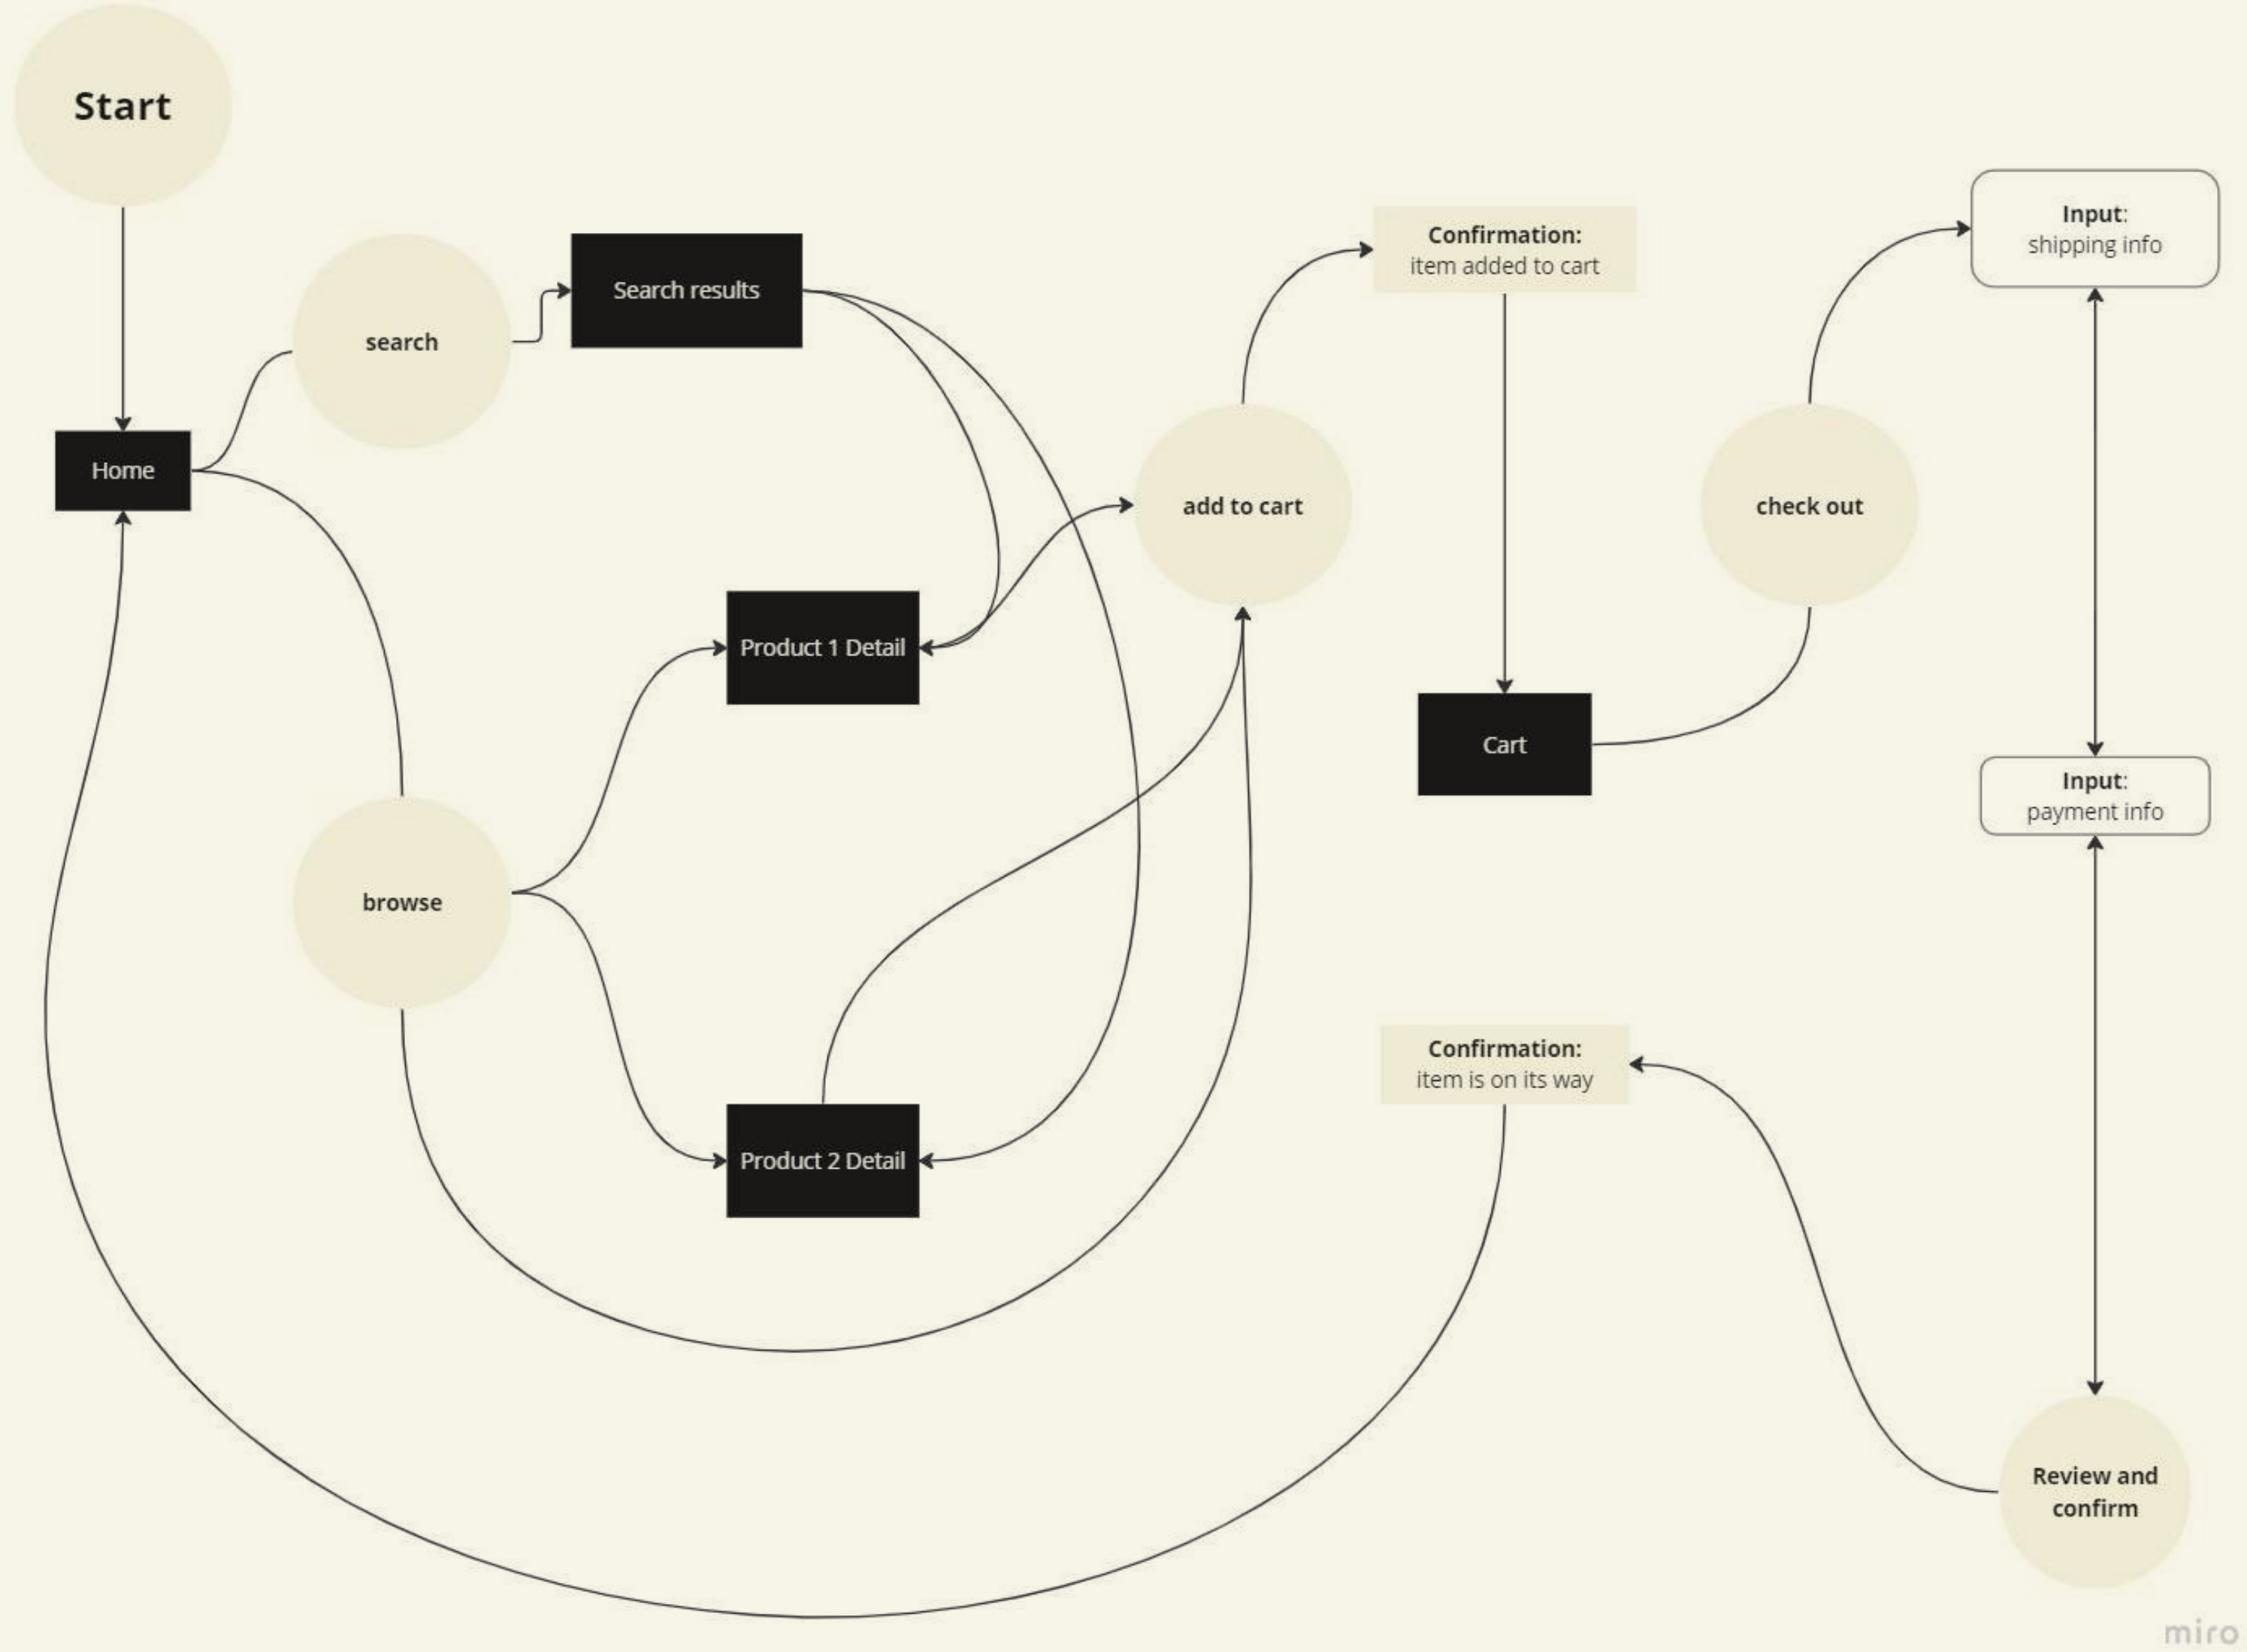 Start
search
Search results
Home
Confirmation:
item added to cart
Input:
shipping info
add to cart
check out
Product 1 Detail
Cart
Input:
payment info
browse
Confirmation:
item is on its way
Product 2 Detail
Review and
confirm
miro